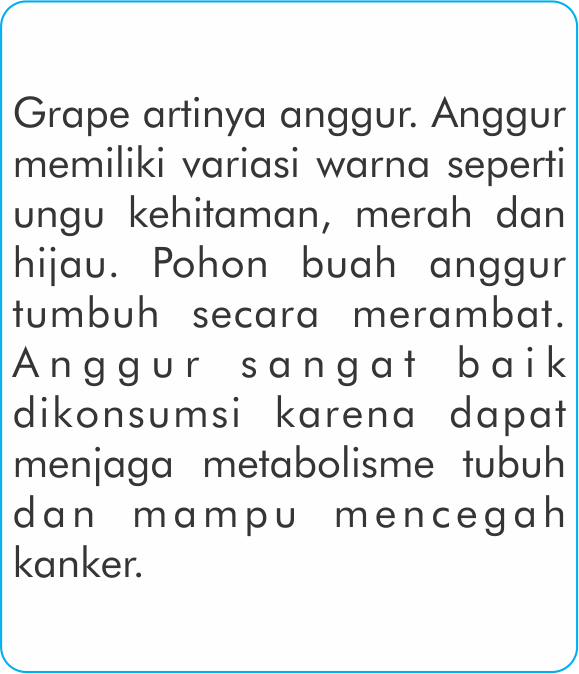 Grape artinya anggur. Anggur
memiliki variasi warna seperti
ungu kehitaman, merah dan
hijau. Pohon buah anggur
tumbuh secara merambat.
Anggur sangat baik
dikonsumsi karena dapat
menjaga metabolisme tubuh
dan mampu mencegah
kanker.